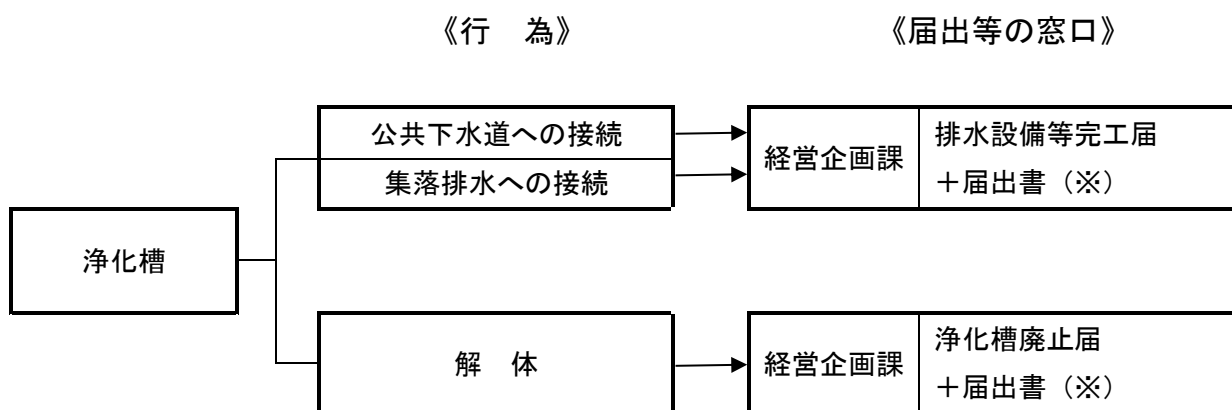 《行　為》
《届出等の窓口》
公共下水道への接続
集落排水への接続
経営企画課
排水設備等完工届
＋届出書（※）
浄化槽
解　体
経営企画課
浄化槽廃止届
＋届出書（※）